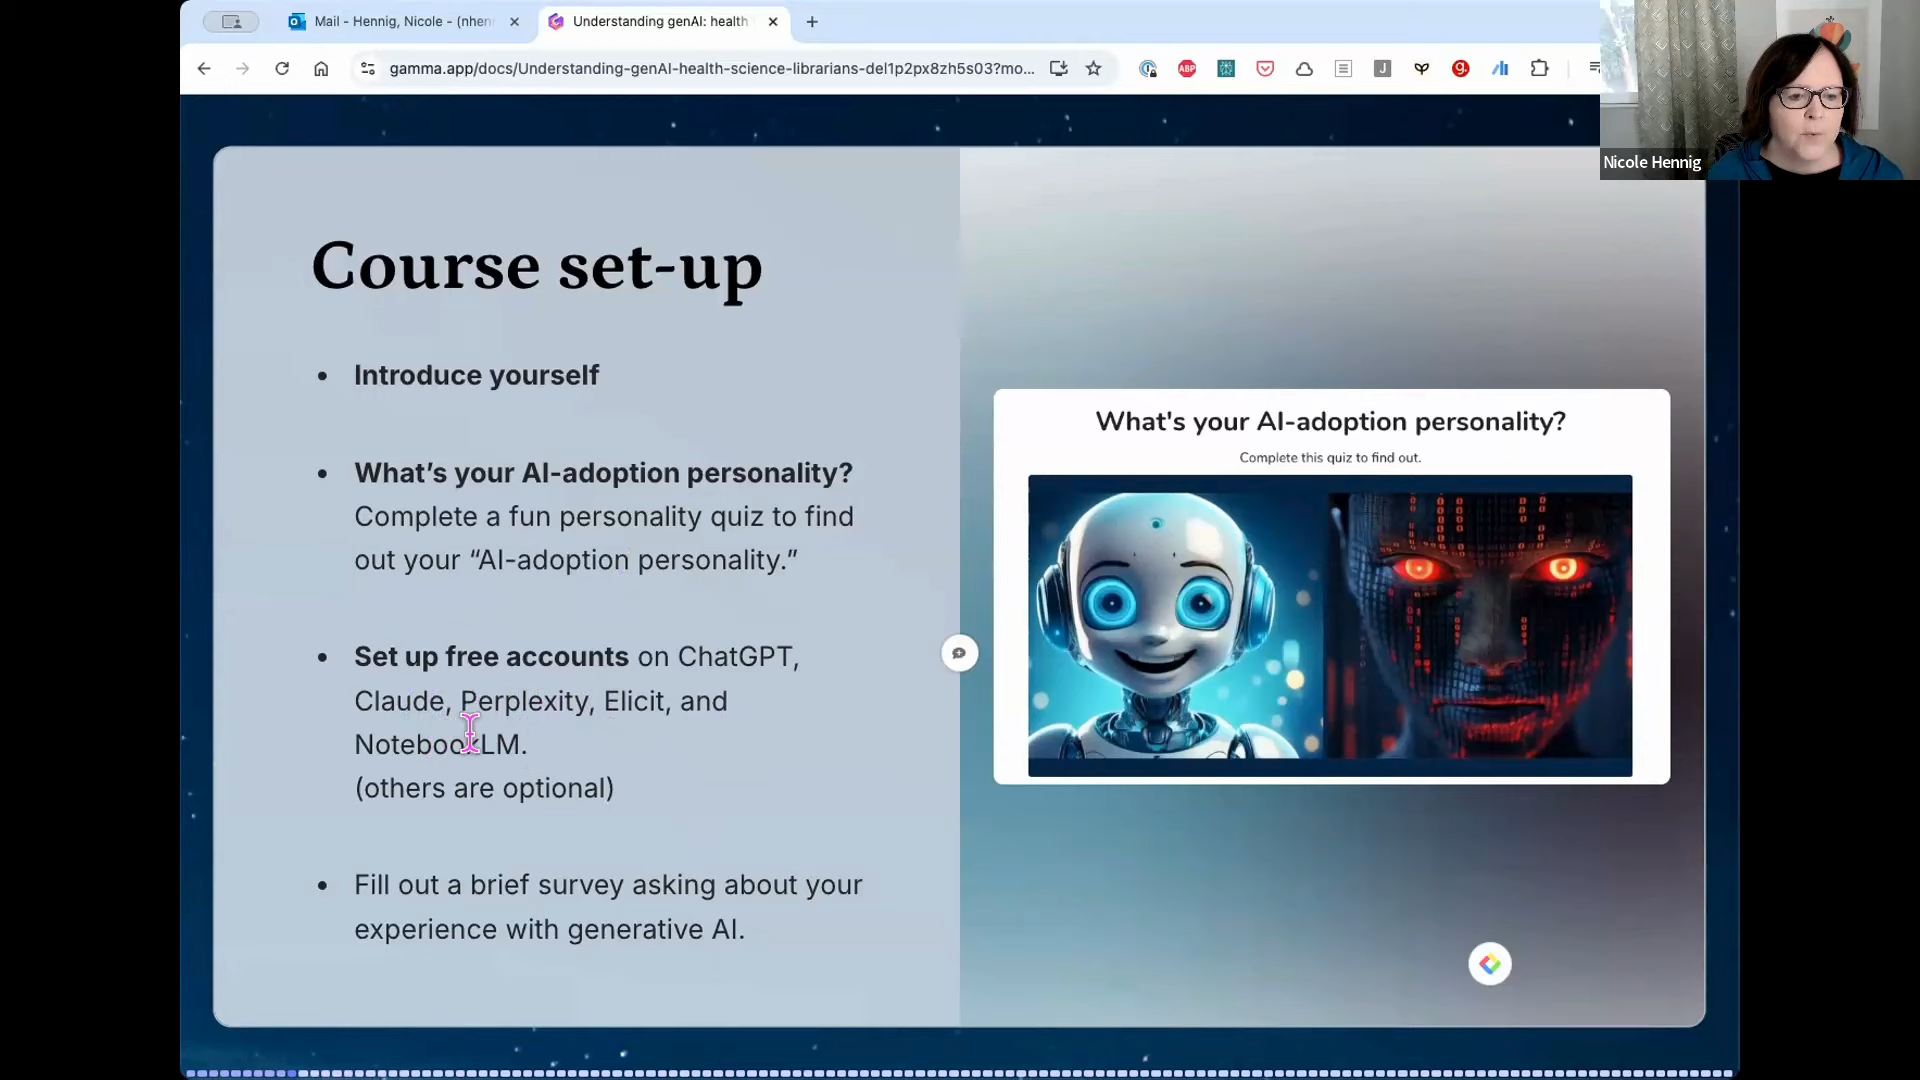 Mail - Hennig, Nicole - (nhen
Understanding genAI: health
gamma.app/docs/Understanding-genAI-health-science-librarians-del1p2px8zh5s03?mo...
ABP
J
g.
Nicole Hennig
Course set-up
• Introduce yourself
• What’s your AI-adoption personality?
Complete a fun personality quiz to find
out your “AI-adoption personality.”
• Set up free accounts on ChatGPT,
Claude, Perplexity, Elicit, and
NotebookLM.
(others are optional)
• Fill out a brief survey asking about your
experience with generative AI.
What's your AI-adoption personality?
Complete this quiz to find out.